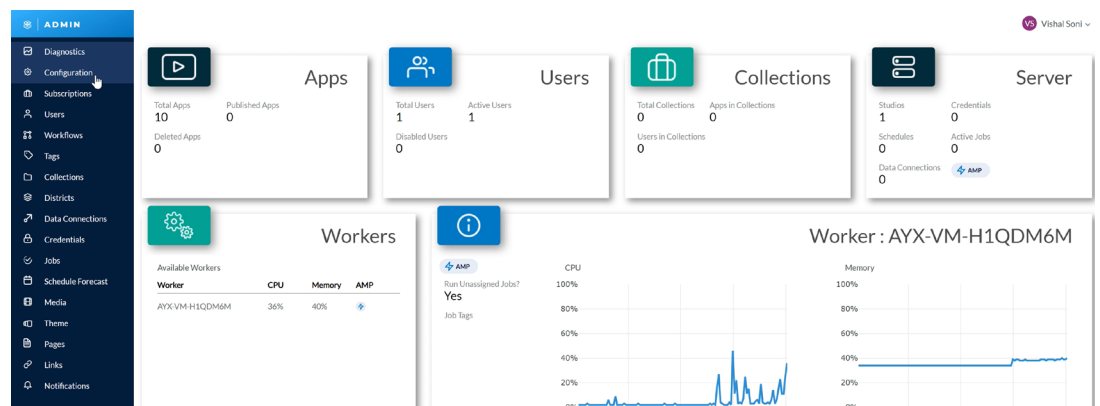 ADMIN
VS Vishal Soni
Diagnostics
Configuration
Subscriptions
Users
Workflows
Tags
Collections
Districts
Data Connections
Credentials
Jobs
Schedule Forecast
Media
Theme
Pages
Links
Notifications
Apps
Total Apps Published Apps
10 0
Deleted Apps
0
Users
Total Users Active Users
1 1
Disabled Users
0
Collections
Total Collections Apps in Collections
0 0
Users in Collections
0
Server
Studios Credentials
1 0
Schedules Active Jobs
0 0
Data Connections AMP
0
Workers
Available Workers
Worker CPU Memory AMP
AYX-VM-H1QDM6M 36% 40%
Worker : AYX-VM-H1QDM6M
AMP
Run Unassigned Jobs?
Yes
Job Tags
CPU
100%
80%
60%
40%
20%
0%
Memory
100%
80%
60%
40%
20%
0%